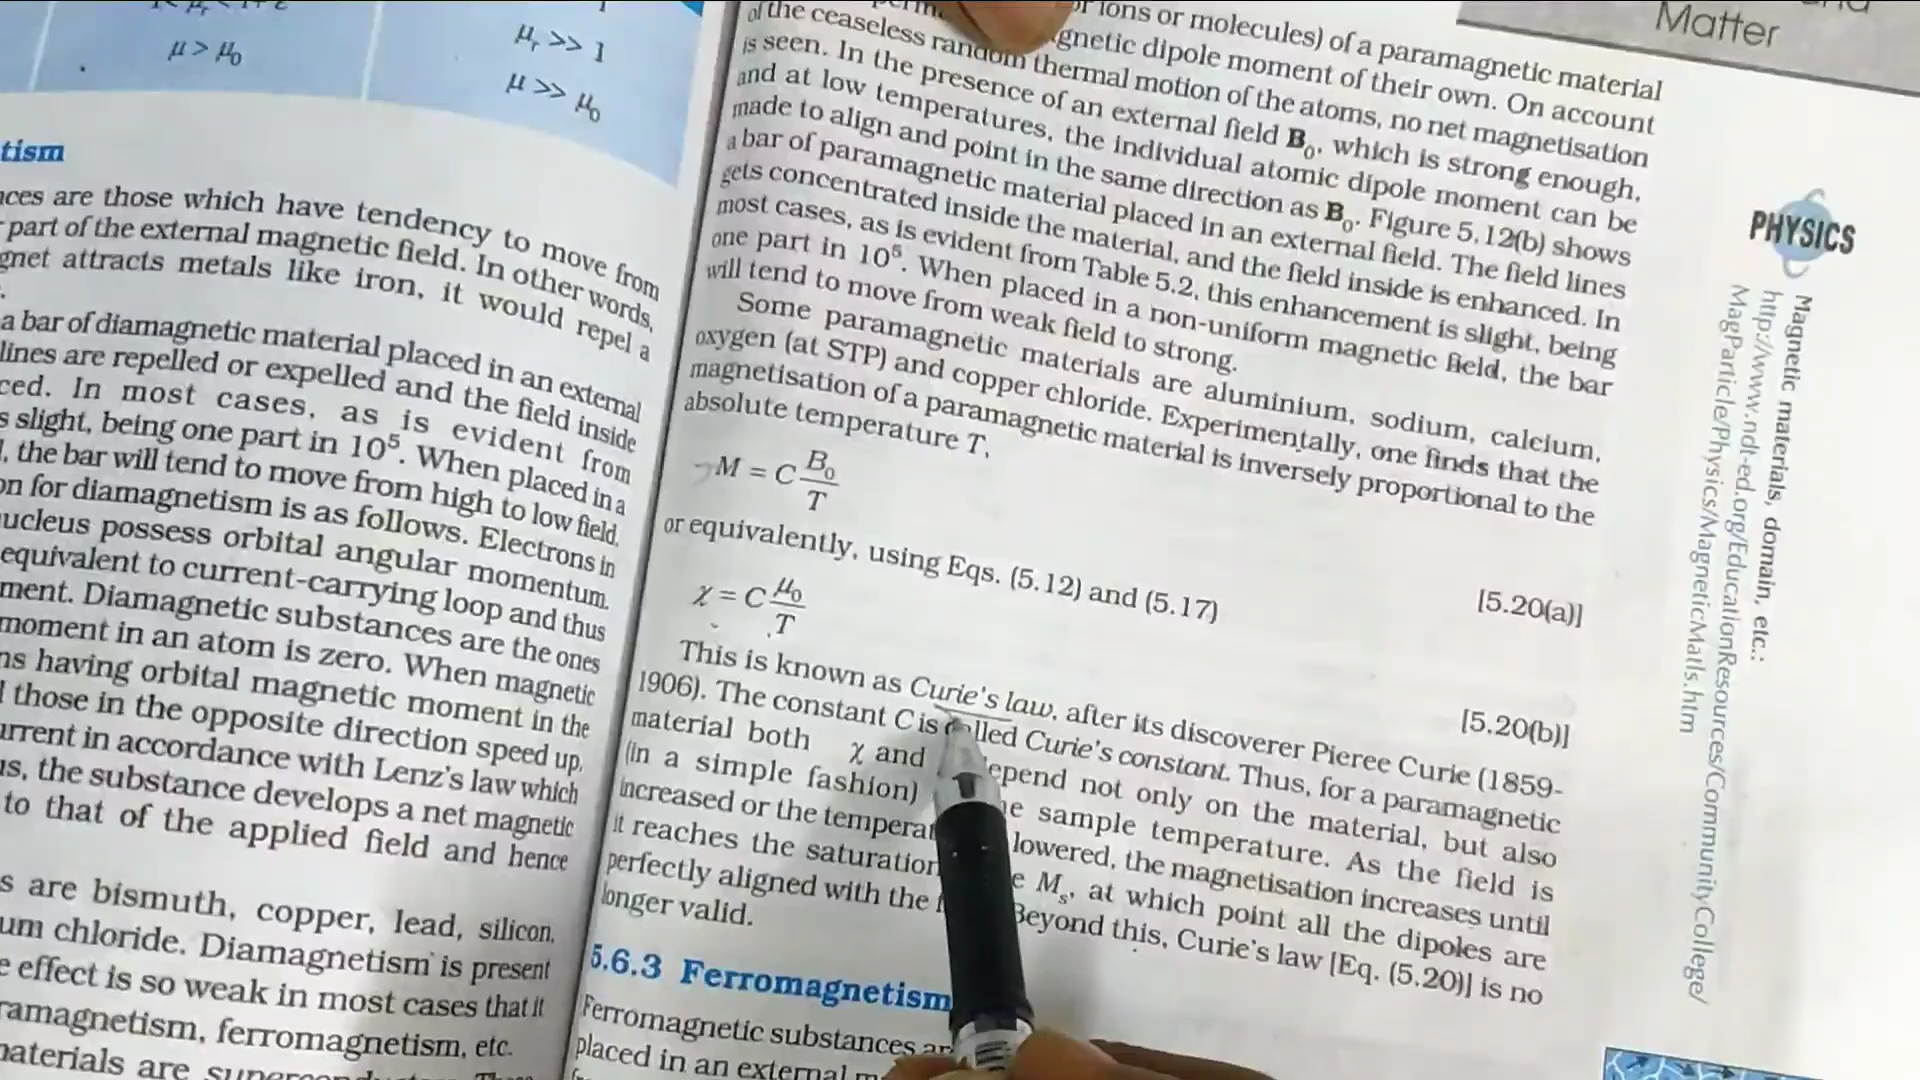 μ > μ₀
μᵣ >> 1
μ >> μ₀
tism
ces are those which have tendency to move from
part of the external magnetic field. In other words,
gnet attracts metals like iron, it would repel a
a bar of diamagnetic material placed in an external
lines are repelled or expelled and the field inside
ced. In most cases, as is evident from
s slight, being one part in 10⁵. When placed in a
, the bar will tend to move from high to low field.
on for diamagnetism is as follows. Electrons in
ucleus possess orbital angular momentum.
equivalent to current-carrying loop and thus
ment. Diamagnetic substances are the ones
moment in an atom is zero. When magnetic
ns having orbital magnetic moment in the
those in the opposite direction speed up.
urrent in accordance with Lenz's law which
us, the substance develops a net magnetic
to that of the applied field and hence
s are bismuth, copper, lead, silicon,
um chloride. Diamagnetism is present
e effect is so weak in most cases that it
ramagnetism, ferromagnetism, etc.
materials are
Matter
ions or molecules) of a paramagnetic material
gnetic dipole moment of their own. On account
of the ceaseless random thermal motion of the atoms, no net magnetisation
is seen. In the presence of an external field B₀, which is strong enough,
and at low temperatures, the individual atomic dipole moment can be
made to align and point in the same direction as B₀. Figure 5.12(b) shows
a bar of paramagnetic material placed in an external field. The field lines
gets concentrated inside the material, and the field inside is enhanced. In
most cases, as is evident from Table 5.2, this enhancement is slight, being
one part in 10⁵. When placed in a non-uniform magnetic field, the bar
will tend to move from weak field to strong.
Some paramagnetic materials are aluminium, sodium, calcium,
oxygen (at STP) and copper chloride. Experimentally, one finds that the
magnetisation of a paramagnetic material is inversely proportional to the
absolute temperature T,
M = C B₀/T
[5.20(a)]
or equivalently, using Eqs. (5.12) and (5.17)
χ = C μ₀/T
[5.20(b)]
This is known as Curie's law, after its discoverer Pieree Curie (1859-
1906). The constant C is called Curie's constant. Thus, for a paramagnetic
material both χ and epend not only on the material, but also
(in a simple fashion) e sample temperature. As the field is
increased or the temperat lowered, the magnetisation increases until
it reaches the saturation e Mₛ, at which point all the dipoles are
perfectly aligned with the f Beyond this, Curie's law [Eq. (5.20)] is no
longer valid.
5.6.3 Ferromagnetism
Ferromagnetic substances ar
placed in an external m
PHYSICS
Magnetic materials, domain, etc.:
http://www.ndt-ed.org/EducationResources/CommunityCollege/
MagParticle/Physics/MagneticMatls.htm